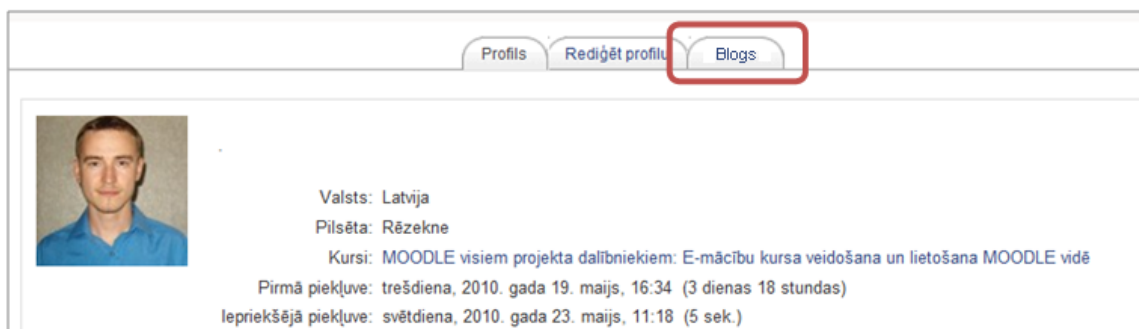 Profils Rediģēt profilu Blogs
Valsts: Latvija
Pilsēta: Rēzekne
Kursi: MOODLE visiem projekta dalībniekiem: E-mācību kursa veidošana un lietošana MOODLE vidē
Pirmā piekļuve: trešdiena, 2010. gada 19. maijs, 16:34 (3 dienas 18 stundas)
Iepriekšējā piekļuve: svētdiena, 2010. gada 23. maijs, 11:18 (5 sek.)